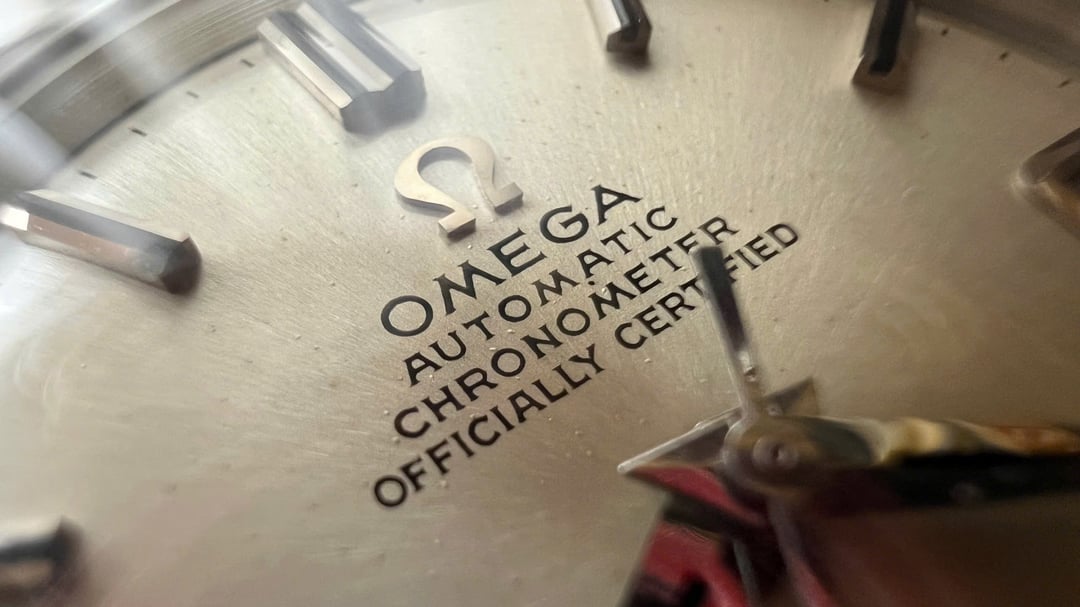 Ω
OMEGA
AUTOMATIC
CHRONOMETER
OFFICIALLY CERTIFIED